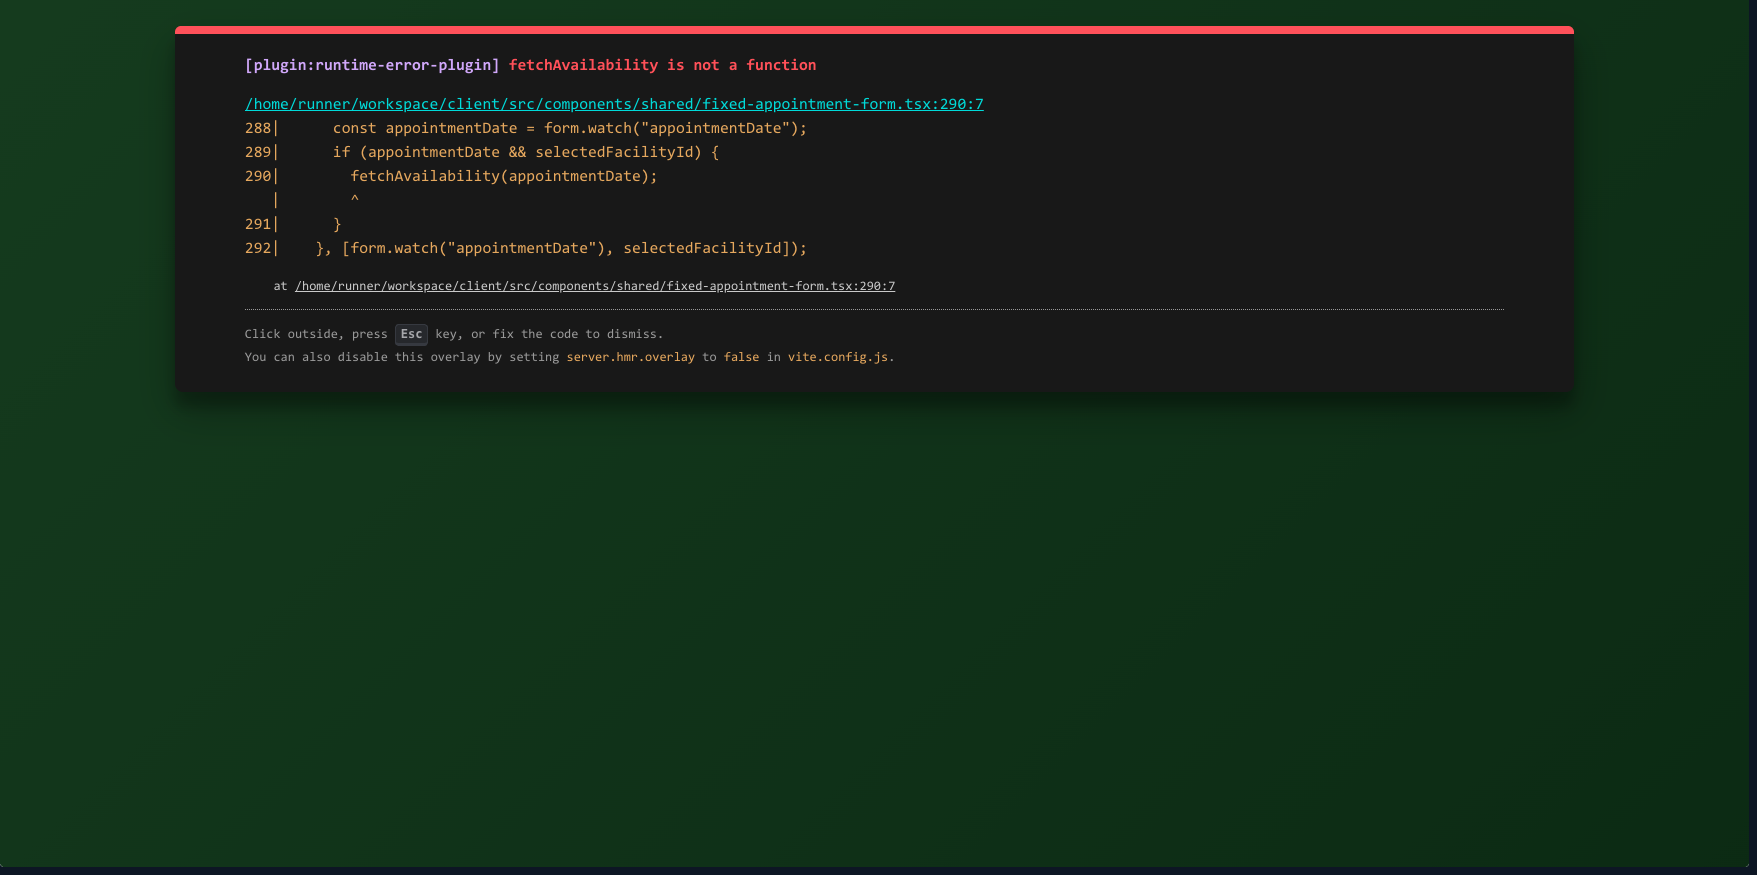 [plugin:runtime-error-plugin] fetchAvailability is not a function
/home/runner/workspace/client/src/components/shared/fixed-appointment-form.tsx:290:7
288|      const appointmentDate = form.watch("appointmentDate");
289|      if (appointmentDate && selectedFacilityId) {
290|        fetchAvailability(appointmentDate);
   |        ^
291|      }
292|    }, [form.watch("appointmentDate"), selectedFacilityId]);
at /home/runner/workspace/client/src/components/shared/fixed-appointment-form.tsx:290:7
Click outside, press Esc key, or fix the code to dismiss.
You can also disable this overlay by setting server.hmr.overlay to false in vite.config.js.